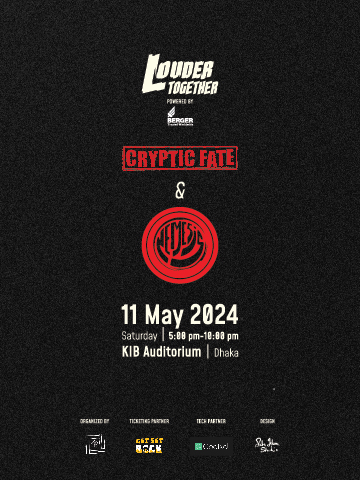 LOUDER
TOGETHER
POWERED BY
BERGER
CRYPTIC FATE
&
NEMESIS
11 May 2024
Saturday | 5:00 pm-10:00 pm
KIB Auditorium | Dhaka
ORGANIZED BY
TICKETING PARTNER
TECH PARTNER
DESIGN
GET SET
ROCK